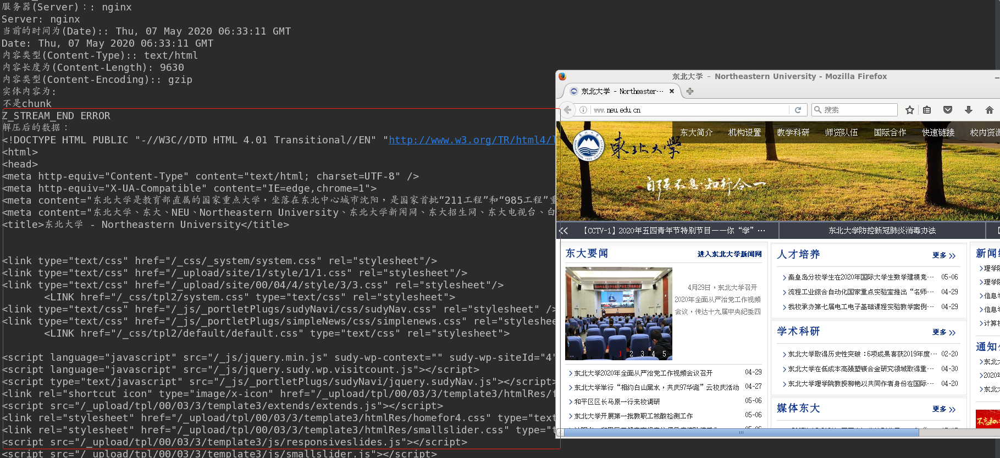 服务器(Server):: nginx
Server: nginx
当前的时间为(Date):: Thu, 07 May 2020 06:33:11 GMT
Date: Thu, 07 May 2020 06:33:11 GMT
内容类型(Content-Type):: text/html
内容长度为(Content-Length): 9630
内容类型(Content-Encoding):: gzip
实体内容为:
不是chunk
Z_STREAM_END ERROR
解压后的数据：
<!DOCTYPE HTML PUBLIC "-//W3C//DTD HTML 4.01 Transitional//EN" "http://www.w3.org/TR/html4/l
<html>
<head>
<meta http-equiv="Content-Type" content="text/html; charset=UTF-8" />
<meta http-equiv="X-UA-Compatible" content="IE=edge,chrome=1">
<meta content="东北大学是教育部直属的国家重点大学，坐落在东北中心城市沈阳，是国家首批“211工程”和“985工程”重
<meta content="东北大学、东大、NEU、Northeastern University、东北大学新闻网、东大招生网、东大电视台、白
<title>东北大学 - Northeastern University</title>
<link type="text/css" href="/_css/_system/system.css" rel="stylesheet"/>
<link type="text/css" href="/_upload/site/1/style/1/1.css" rel="stylesheet"/>
<link type="text/css" href="/_upload/site/00/04/4/style/3/3.css" rel="stylesheet"/>
<LINK href="/_css/tpl2/system.css" type="text/css" rel="stylesheet">
<link type="text/css" href="/_js/_portletPlugs/sudyNavi/css/sudyNav.css" rel="stylesheet" />
<link type="text/css" href="/_js/_portletPlugs/simpleNews/css/simplenews.css" rel="styleshee
<LINK href="/_css/tpl2/default/default.css" type="text/css" rel="stylesheet">
<script language="javascript" src="/_js/jquery.min.js" sudy-wp-context="" sudy-wp-siteId="4"
<script language="javascript" src="/_js/jquery.sudy.wp.visitcount.js"></script>
<script type="text/javascript" src="/_js/_portletPlugs/sudyNavi/jquery.sudyNav.js"></script>
<link rel="shortcut icon" type="image/x-icon" href="/_upload/tpl/00/03/3/template3/htmlRes/f
<script src="/_upload/tpl/00/03/3/template3/extends/extends.js"></script>
<link rel="stylesheet" href="/_upload/tpl/00/03/3/template3/htmlRes/homefor4.css" type="text
<link rel="stylesheet" href="/_upload/tpl/00/03/3/template3/htmlRes/smallslider.css" type="t
<script src="/_upload/tpl/00/03/3/template3/js/responsiveslides.js"></script>
<script src="/_upload/tpl/00/03/3/template3/js/smallslider.js"></script>
东北大学 - Northeastern University - Mozilla Firefox
东北大学 - Northeaster…
www.neu.edu.cn
搜索
东大简介 机构设置 教学科研 师资队伍 国际合作 快速链接 校内资源
東北大學
自强不息·知行合一
【CCTV-1】2020年五四青年节特别节目——你“学”…
东北大学防控新冠肺炎消毒办法
东大要闻
进入东北大学新闻网
4月29日，东北大学召开
2020年全面从严治党工作视频
会议，传达十九届中央纪委四
1 2 3 4 5
东北大学2020年全面从严治党工作视频会议召开 04-29
东北大学举行“相约白山黑水，共庆97华诞”云校庆活动 04-27
和平区区长马原一行来校调研 05-06
东北大学开展第一批教职工核酸检测工作 05-06
人才培养
更多
秦皇岛分校学生在2020年国际大学生数学建模竞… 05-06
流程工业综合自动化国家重点实验室推出“名师… 04-29
我校承办第七届电工电子基础课程实验教学案例… 04-29
学术科研
更多
东北大学取得历史性突破：6项成果喜获2019年度… 02-20
东北大学在低成本高强塑镁合金研究领域取得重… 04-30
东北大学理学院教授柳艳以共同作者身份在国际… 04-20
媒体东大
更多
新闻
理学院
理学院
信息学
信息学
计算机
通知
东北大
2020年
东北大
不忘初